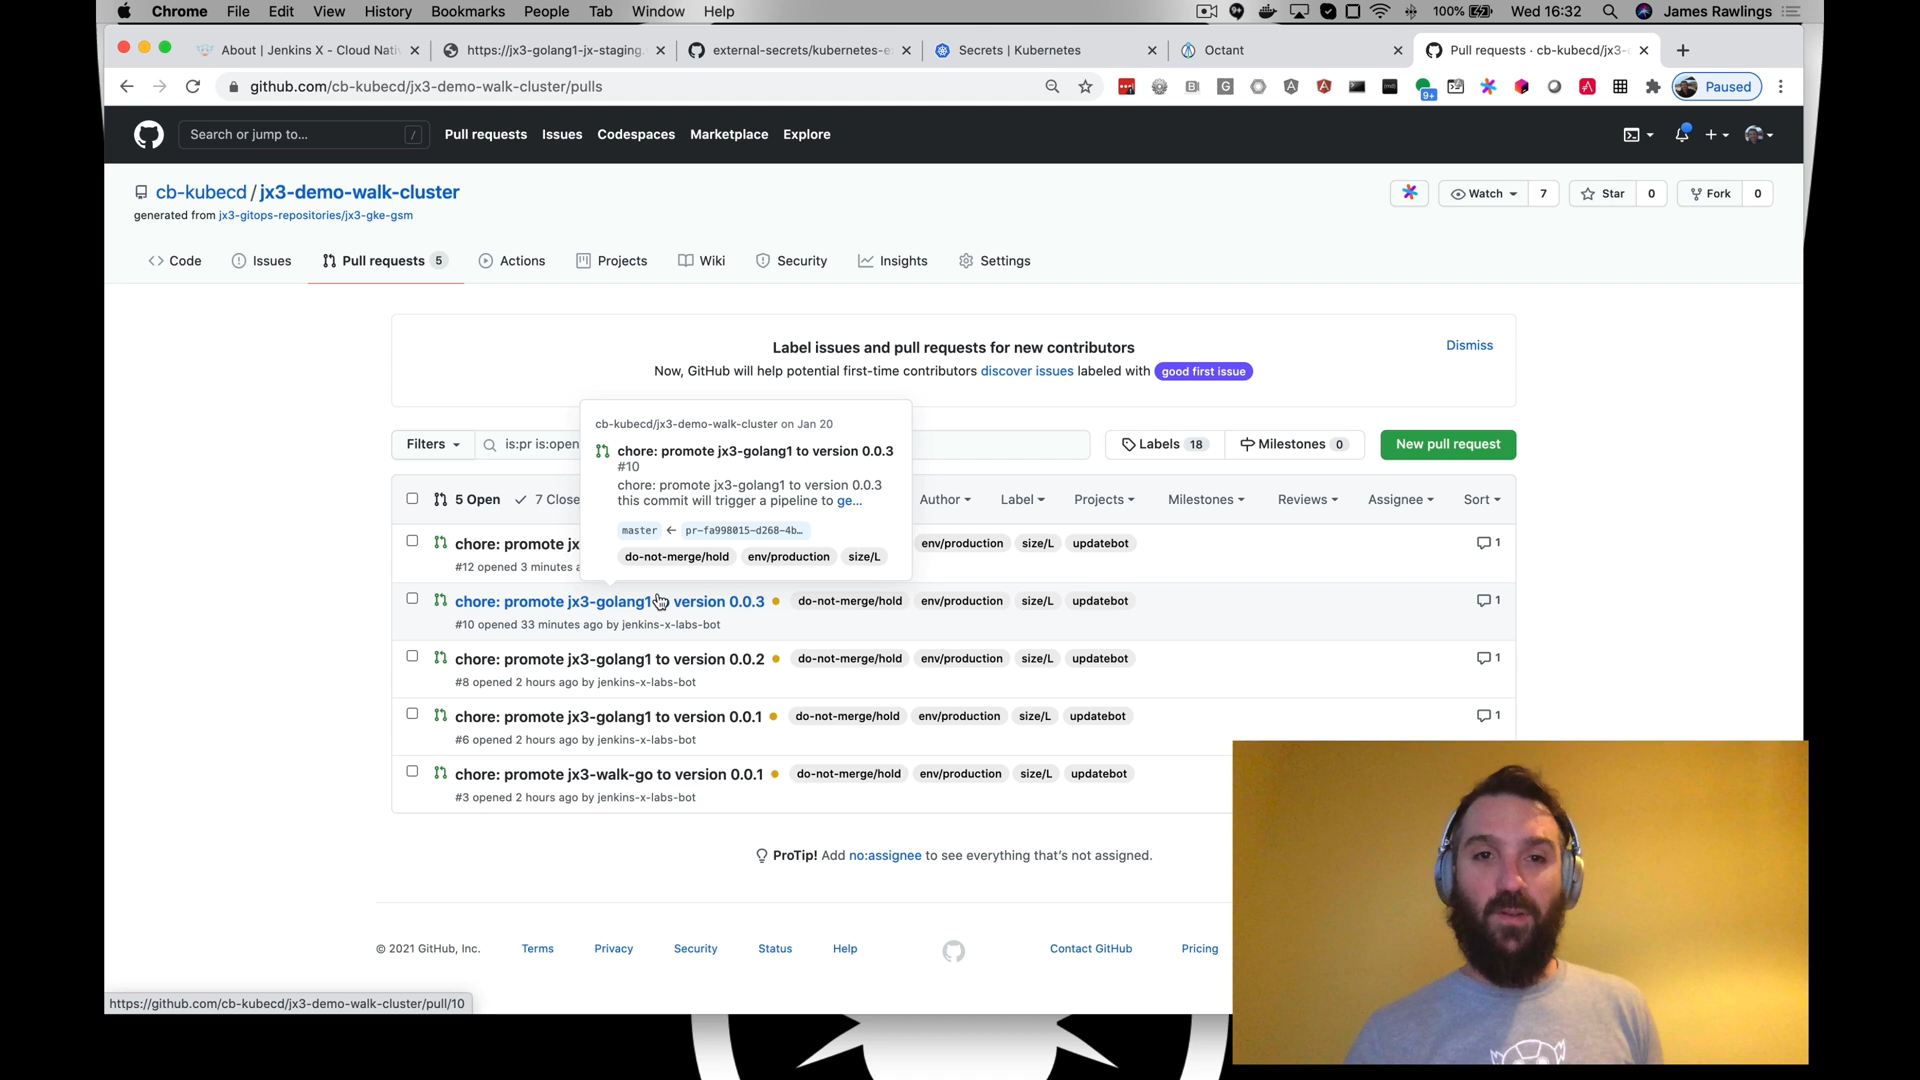 Chrome File Edit View History Bookmarks People Tab Window Help 100% Wed 16:32 James Rawlings
About | Jenkins X - Cloud Nati
https://jx3-golang1-jx-staging.
external-secrets/kubernetes-e
Secrets | Kubernetes
Octant
Pull requests · cb-kubecd/jx3-
github.com/cb-kubecd/jx3-demo-walk-cluster/pulls
9+
Paused
Search or jump to...
/
Pull requests Issues Codespaces Marketplace Explore
cb-kubecd / jx3-demo-walk-cluster
Watch 7 Star 0 Fork 0
generated from jx3-gitops-repositories/jx3-gke-gsm
Code Issues Pull requests 5 Actions Projects Wiki Security Insights Settings
Label issues and pull requests for new contributors
Dismiss
Now, GitHub will help potential first-time contributors discover issues labeled with good first issue
Filters is:pr is:open
Labels 18 Milestones 0 New pull request
cb-kubecd/jx3-demo-walk-cluster on Jan 20
chore: promote jx3-golang1 to version 0.0.3
#10
chore: promote jx3-golang1 to version 0.0.3
this commit will trigger a pipeline to ge...
master ← pr-fa998015-d268-4b...
do-not-merge/hold env/production size/L
5 Open 7 Close
Author Label Projects Milestones Reviews Assignee Sort
chore: promote jx env/production size/L updatebot 1
#12 opened 3 minutes a
chore: promote jx3-golang1 version 0.0.3 do-not-merge/hold env/production size/L updatebot 1
#10 opened 33 minutes ago by jenkins-x-labs-bot
chore: promote jx3-golang1 to version 0.0.2 do-not-merge/hold env/production size/L updatebot 1
#8 opened 2 hours ago by jenkins-x-labs-bot
chore: promote jx3-golang1 to version 0.0.1 do-not-merge/hold env/production size/L updatebot 1
#6 opened 2 hours ago by jenkins-x-labs-bot
chore: promote jx3-walk-go to version 0.0.1 do-not-merge/hold env/production size/L updatebot
#3 opened 2 hours ago by jenkins-x-labs-bot
ProTip! Add no:assignee to see everything that's not assigned.
© 2021 GitHub, Inc. Terms Privacy Security Status Help Contact GitHub Pricing
https://github.com/cb-kubecd/jx3-demo-walk-cluster/pull/10